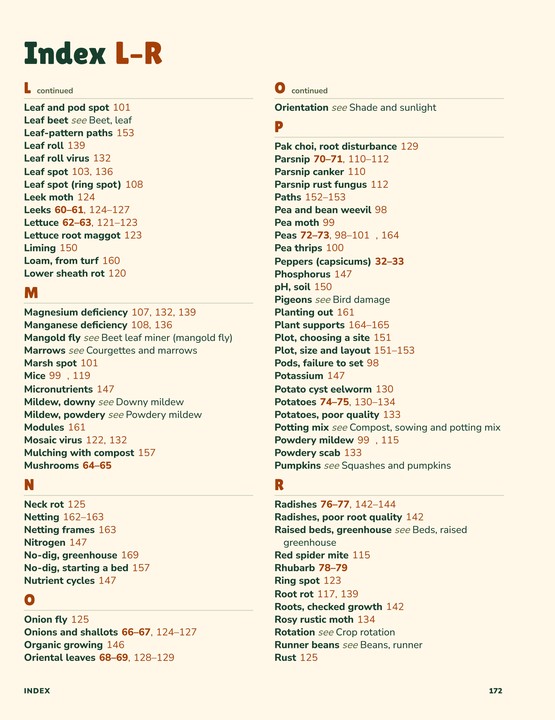 Index L–R
L continued
Leaf and pod spot 101
Leaf beet see Beet, leaf
Leaf-pattern paths 153
Leaf roll 139
Leaf roll virus 132
Leaf spot 103, 136
Leaf spot (ring spot) 108
Leek moth 124
Leeks 60–61, 124–127
Lettuce 62–63, 121–123
Lettuce root maggot 123
Liming 150
Loam, from turf 160
Lower sheath rot 120
M
Magnesium deficiency 107, 132, 139
Manganese deficiency 108, 136
Mangold fly see Beet leaf miner (mangold fly)
Marrows see Courgettes and marrows
Marsh spot 101
Mice 99 , 119
Micronutrients 147
Mildew, downy see Downy mildew
Mildew, powdery see Powdery mildew
Modules 161
Mosaic virus 122, 132
Mulching with compost 157
Mushrooms 64–65
N
Neck rot 125
Netting 162–163
Netting frames 163
Nitrogen 147
No-dig, greenhouse 169
No-dig, starting a bed 157
Nutrient cycles 147
O
Onion fly 125
Onions and shallots 66–67, 124–127
Organic growing 146
Oriental leaves 68–69, 128–129
O continued
Orientation see Shade and sunlight
P
Pak choi, root disturbance 129
Parsnip 70–71, 110–112
Parsnip canker 110
Parsnip rust fungus 112
Paths 152–153
Pea and bean weevil 98
Pea moth 99
Peas 72–73, 98–101 , 164
Pea thrips 100
Peppers (capsicums) 32–33
Phosphorus 147
pH, soil 150
Pigeons see Bird damage
Planting out 161
Plant supports 164–165
Plot, choosing a site 151
Plot, size and layout 151–153
Pods, failure to set 98
Potassium 147
Potato cyst eelworm 130
Potatoes 74–75, 130–134
Potatoes, poor quality 133
Potting mix see Compost, sowing and potting mix
Powdery mildew 99 , 115
Powdery scab 133
Pumpkins see Squashes and pumpkins
R
Radishes 76–77, 142–144
Radishes, poor root quality 142
Raised beds, greenhouse see Beds, raised
greenhouse
Red spider mite 115
Rhubarb 78–79
Ring spot 123
Root rot 117, 139
Roots, checked growth 142
Rosy rustic moth 134
Rotation see Crop rotation
Runner beans see Beans, runner
Rust 125
INDEX
172